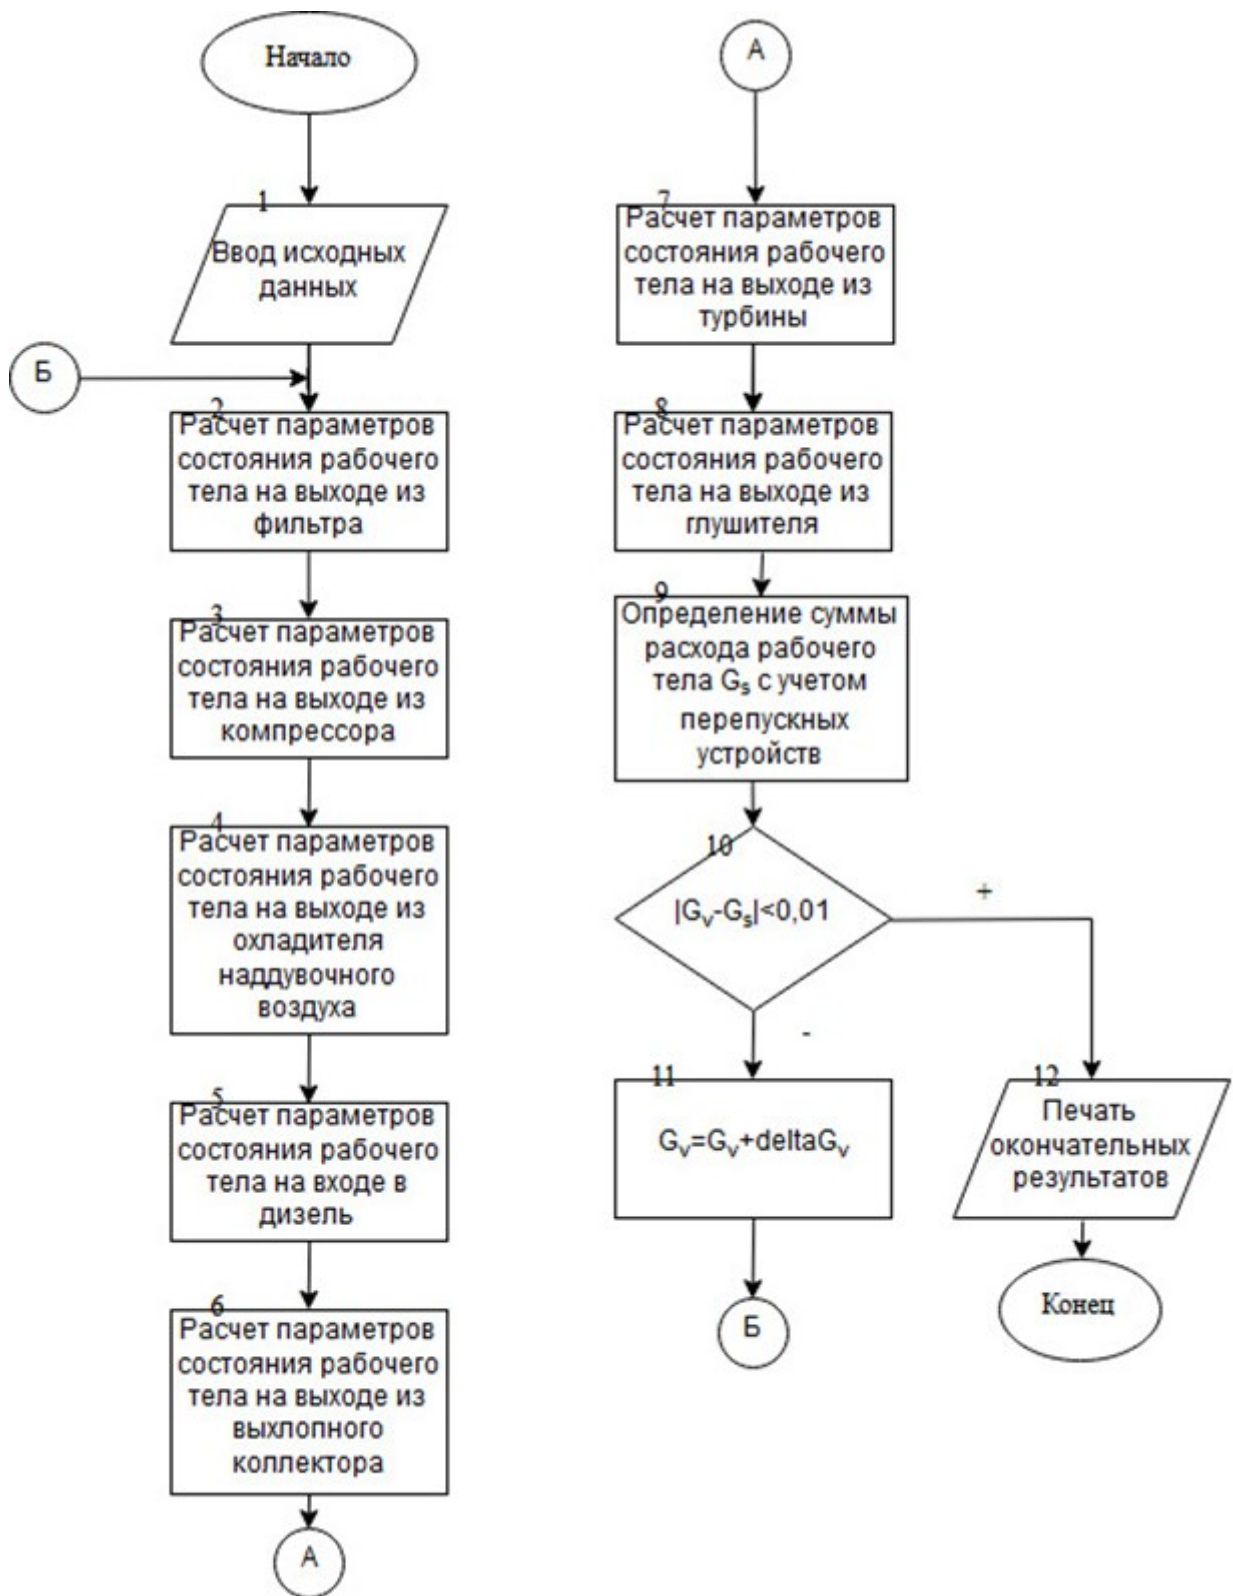 Начало
1
Ввод исходных
данных
Б
2
Расчет параметров
состояния рабочего
тела на выходе из
фильтра
3
Расчет параметров
состояния рабочего
тела на выходе из
компрессора
4
Расчет параметров
состояния рабочего
тела на выходе из
охладителя
наддувочного
воздуха
5
Расчет параметров
состояния рабочего
тела на входе в
дизель
6
Расчет параметров
состояния рабочего
тела на выходе из
выхлопного
коллектора
А
А
7
Расчет параметров
состояния рабочего
тела на выходе из
турбины
8
Расчет параметров
состояния рабочего
тела на выходе из
глушителя
9
Определение суммы
расхода рабочего
тела Gs с учетом
перепускных
устройств
10
|Gv-Gs|<0,01
+
-
11
Gv=Gv+deltaGv
Б
12
Печать
окончательных
результатов
Конец